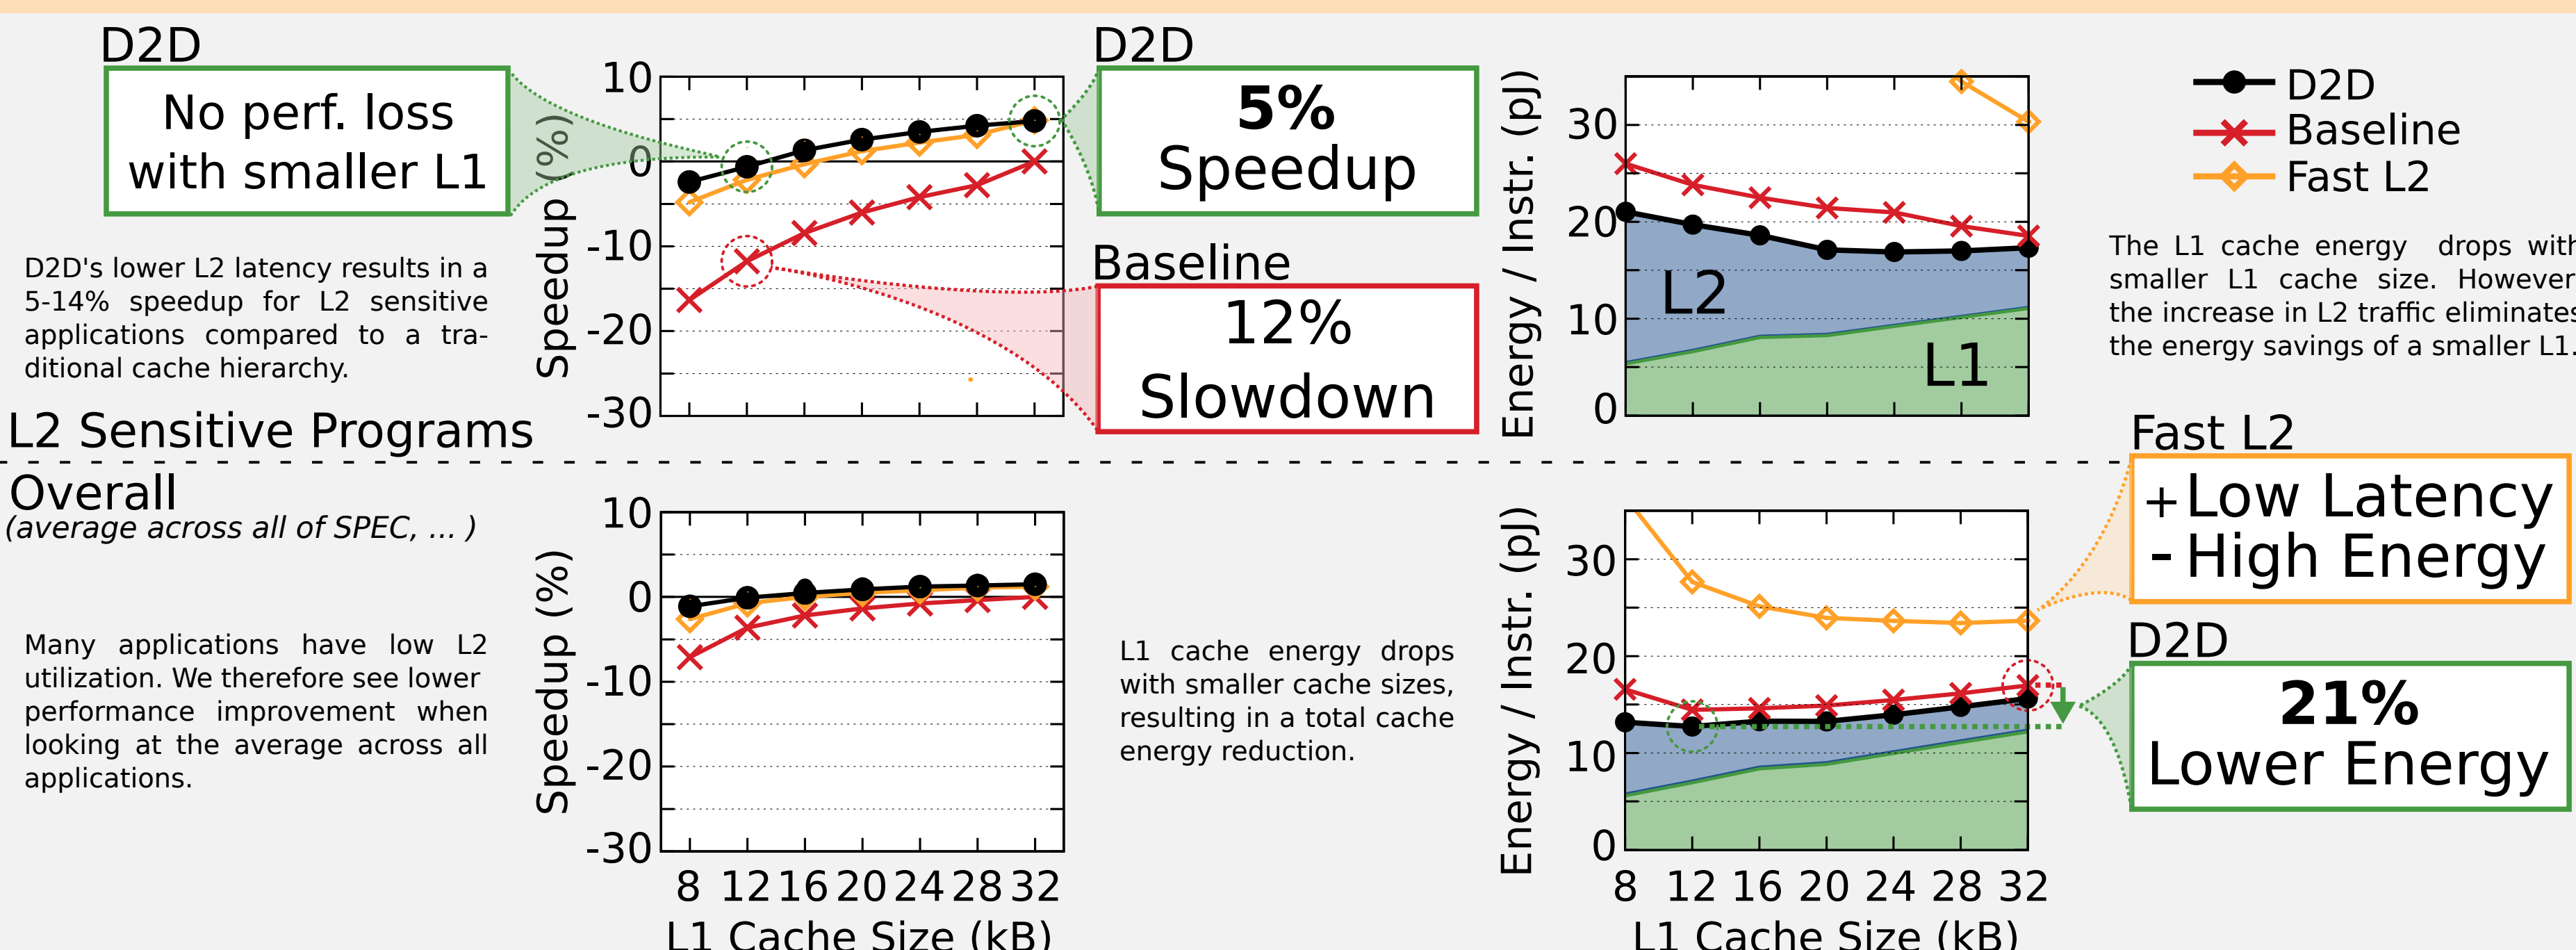 D2D
No perf. loss
with smaller L1
D2D's lower L2 latency results in a
5-14% speedup for L2 sensitive
applications compared to a tra-
ditional cache hierarchy.
L2 Sensitive Programs
Speedup (%)
10
0
-10
-20
-30
D2D
5%
Speedup
Baseline
12%
Slowdown
Energy / Instr. (pJ)
30
20
10
0
L2
L1
D2D
Baseline
Fast L2
The L1 cache energy drops with
smaller L1 cache size. However
the increase in L2 traffic eliminates
the energy savings of a smaller L1.
Overall
(average across all of SPEC, ... )
Many applications have low L2
utilization. We therefore see lower
performance improvement when
looking at the average across all
applications.
Speedup (%)
10
0
-10
-20
-30
8 12 16 20 24 28 32
L1 Cache Size (kB)
L1 cache energy drops
with smaller cache sizes,
resulting in a total cache
energy reduction.
Energy / Instr. (pJ)
30
20
10
0
8 12 16 20 24 28 32
L1 Cache Size (kB)
Fast L2
+Low Latency
- High Energy
D2D
21%
Lower Energy